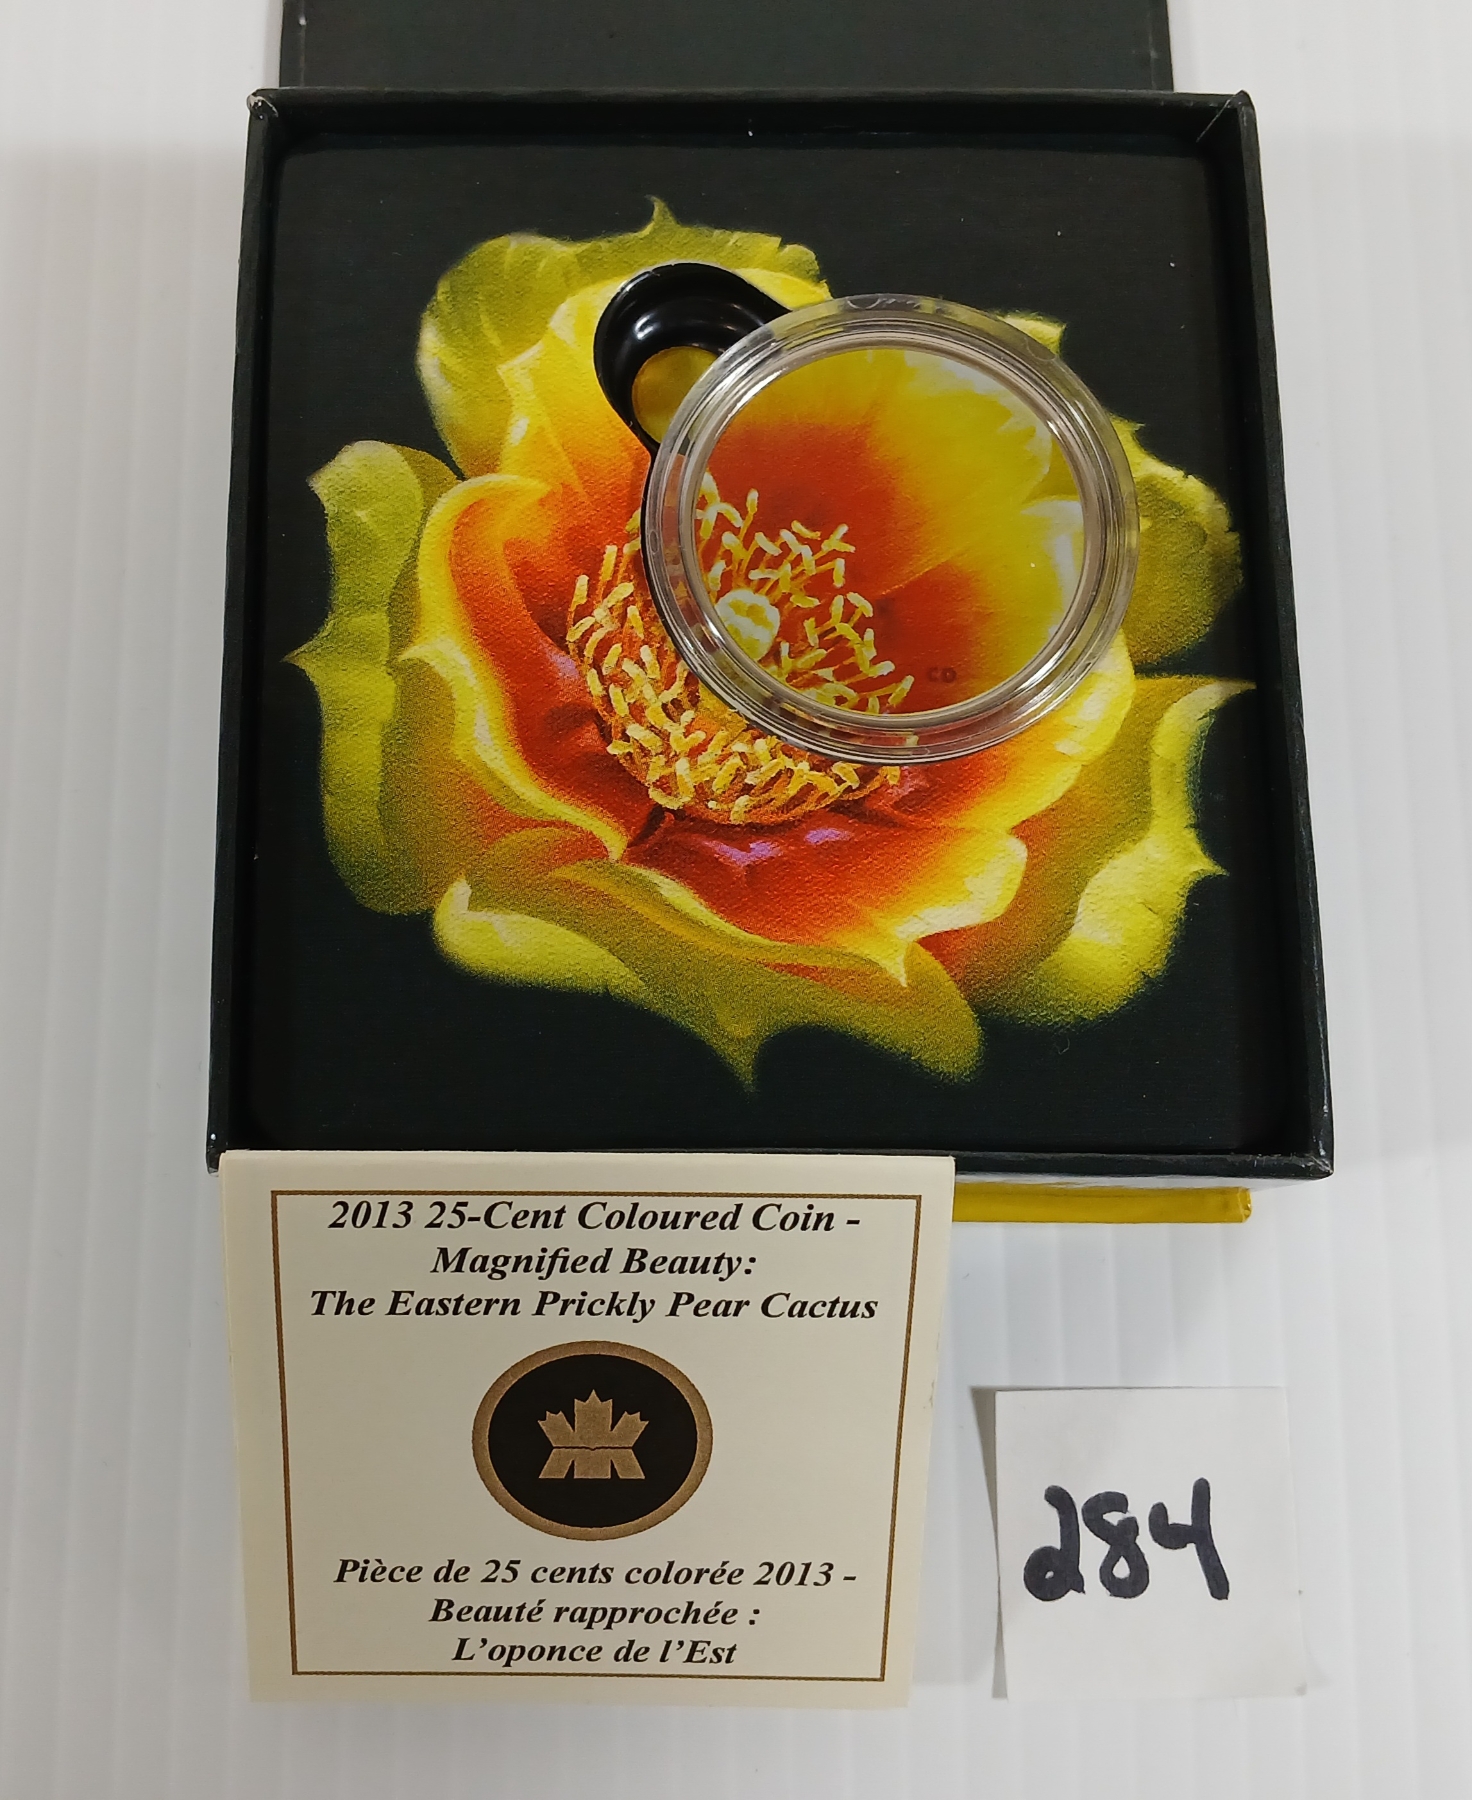 CD
2013 25-Cent Coloured Coin -
Magnified Beauty:
The Eastern Prickly Pear Cactus
Pièce de 25 cents colorée 2013 -
Beauté rapprochée :
L'oponce de l'Est
284